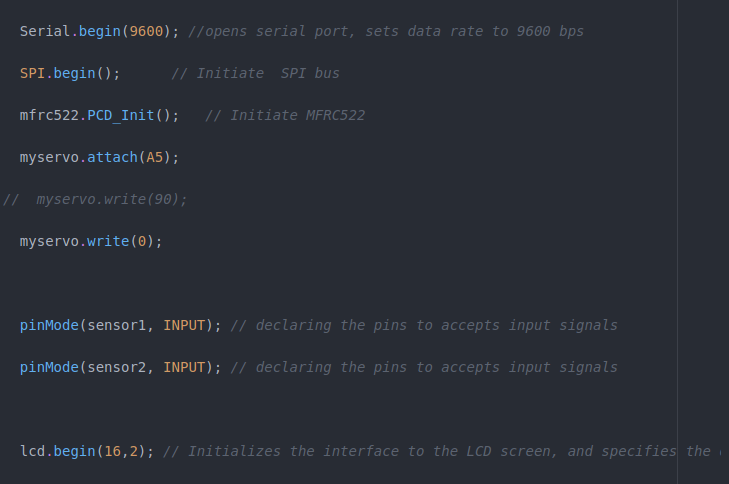 Serial.begin(9600); //opens serial port, sets data rate to 9600 bps
SPI.begin();      // Initiate  SPI bus
mfrc522.PCD_Init();   // Initiate MFRC522
myservo.attach(A5);
//  myservo.write(90);
myservo.write(0);
pinMode(sensor1, INPUT); // declaring the pins to accepts input signals
pinMode(sensor2, INPUT); // declaring the pins to accepts input signals
lcd.begin(16,2); // Initializes the interface to the LCD screen, and specifies the